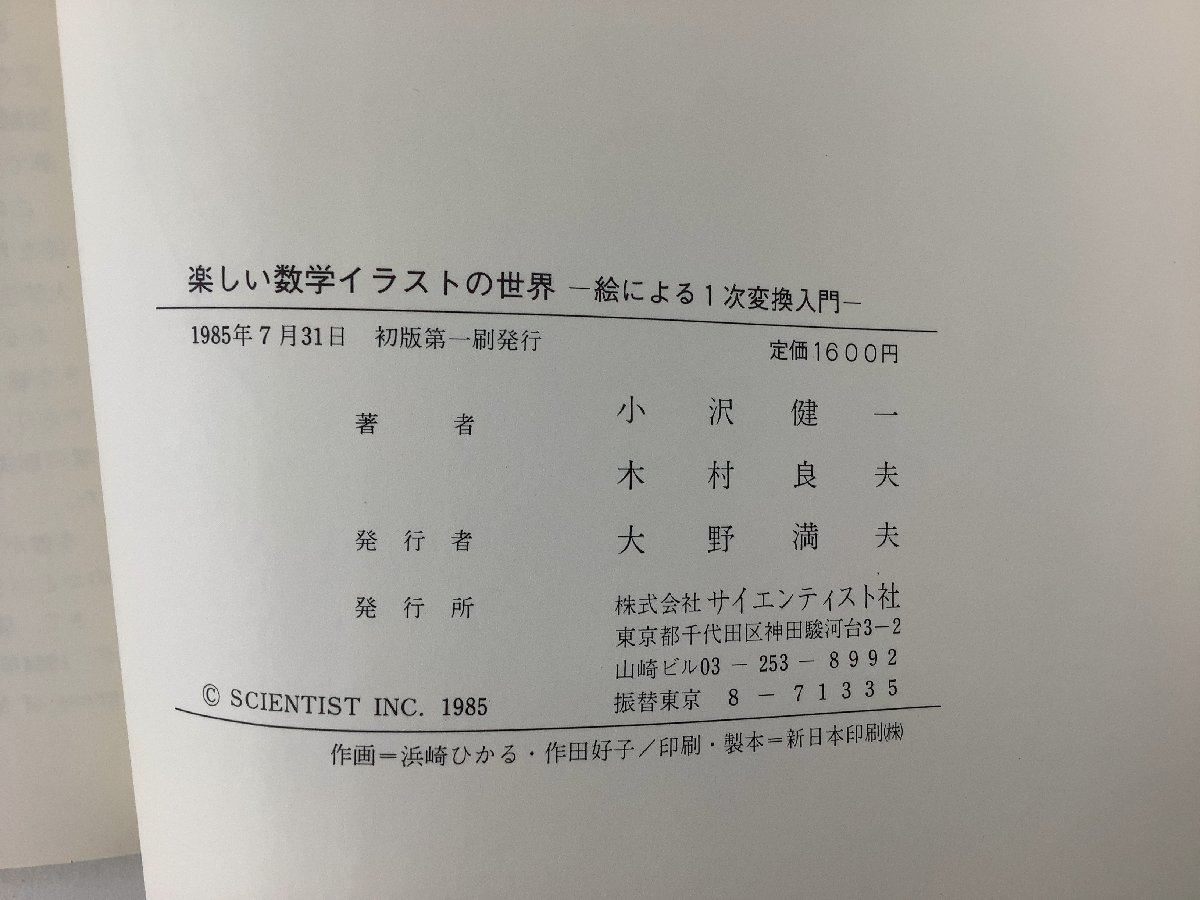 楽しい数学イラストの世界 ―絵による1次変換入門―
1985年7月31日 初版第一刷発行 定価1600円
著者 小沢健一
木村良夫
発行者 大野満夫
発行所 株式会社 サイエンティスト社
東京都千代田区神田駿河台3−2
山崎ビル03−253−8992
振替東京 8−71335
© SCIENTIST INC. 1985
作画=浜崎ひかる・作田好子/印刷・製本=新日本印刷㈱